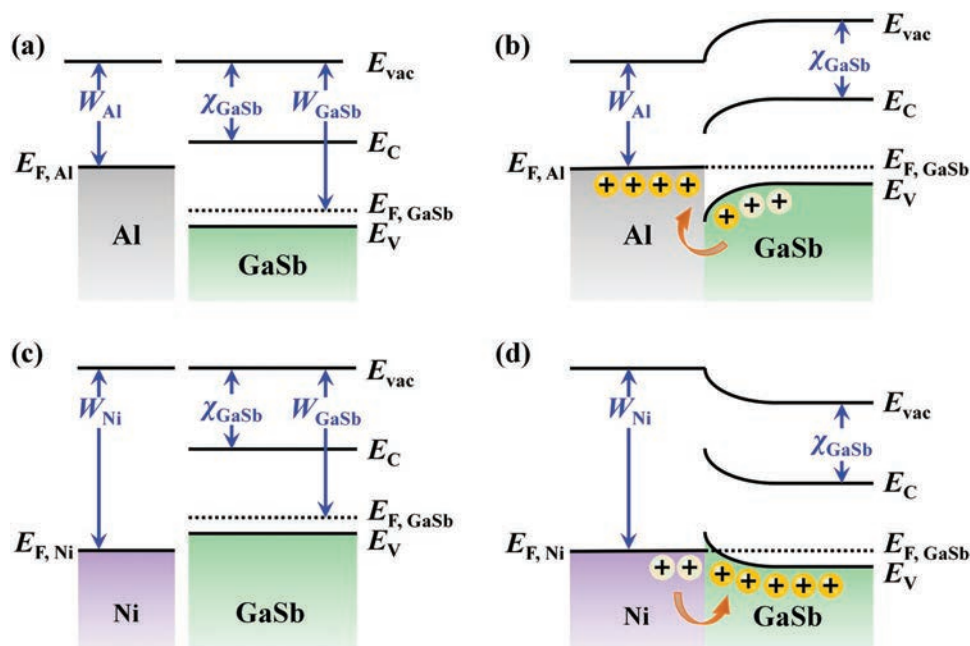 (a)
E_vac
W_Al
χ_GaSb
W_GaSb
E_C
E_F, Al
E_F, GaSb
E_V
Al
GaSb
(b)
E_vac
χ_GaSb
W_Al
E_C
E_F, Al
E_F, GaSb
E_V
+ + + +
+ + +
Al
GaSb
(c)
E_vac
W_Ni
χ_GaSb
W_GaSb
E_C
E_F, GaSb
E_V
E_F, Ni
Ni
GaSb
(d)
W_Ni
E_vac
χ_GaSb
E_C
E_F, Ni
E_F, GaSb
E_V
+ +
+ + + + + +
Ni
GaSb